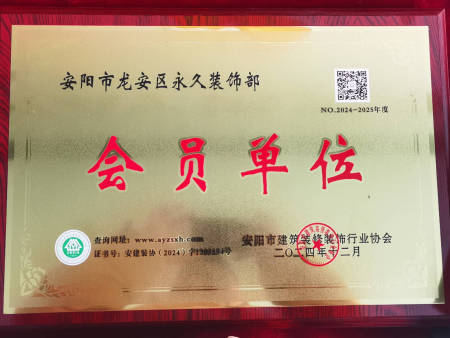 安阳市龙安区永久装饰部
NO.2024-2025年度
会员单位
查询网址：www.ayzsxh.com
证书号：安建装协（2024）字
安阳市建筑装修装饰行业协会
二〇二四年十二月